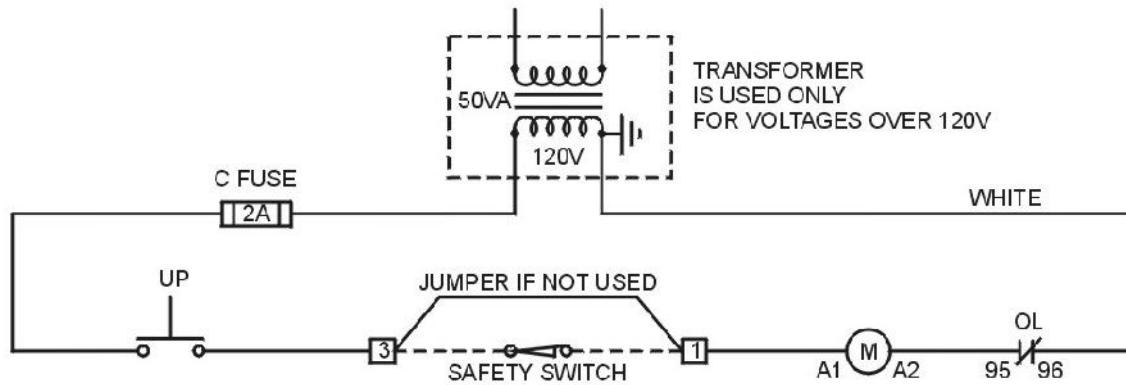 TRANSFORMER
IS USED ONLY
FOR VOLTAGES OVER 120V
50VA
120V
C FUSE
2A
WHITE
UP
JUMPER IF NOT USED
3
SAFETY SWITCH
1
A1
M
A2
OL
95
96